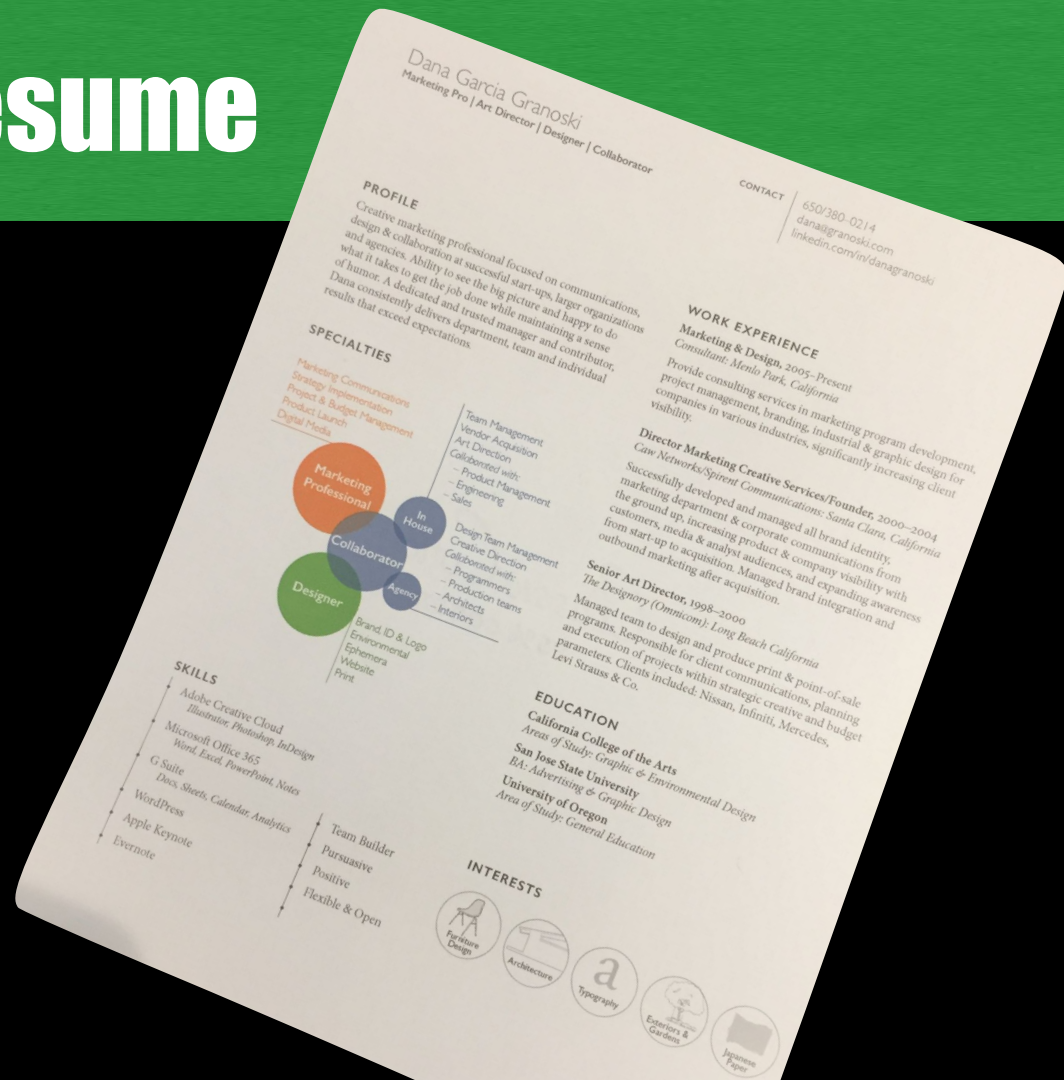 esume
Dana Garcia Granoski
Marketing Pro | Art Director | Designer | Collaborator
CONTACT
650/380-0214
dana@granoski.com
linkedin.com/in/danagranoski
PROFILE
Creative marketing professional focused on communications,
design & collaboration at successful start-ups, larger organizations
and agencies. Ability to see the big picture and happy to do
what it takes to get the job done while maintaining a sense
of humor. A dedicated and trusted manager and contributor,
Dana consistently delivers department, team and individual
results that exceed expectations.
SPECIALTIES
Marketing Communications
Strategy Implementation
Project & Budget Management
Product Launch
Digital Media
Marketing
Professional
In
House
Collaborator
Agency
Designer
Team Management
Vendor Acquisition
Art Direction
Collaborated with:
– Product Management
– Engineering
– Sales
Design Team Management
Creative Direction
Collaborated with:
– Programmers
– Production teams
– Architects
– Interiors
Brand, ID & Logo
Environmental
Ephemera
Website
Print
SKILLS
Adobe Creative Cloud
Illustrator, Photoshop, InDesign
Microsoft Office 365
Word, Excel, PowerPoint, Notes
G Suite
Docs, Sheets, Calendar, Analytics
WordPress
Apple Keynote
Evernote
Team Builder
Pursuasive
Positive
Flexible & Open
WORK EXPERIENCE
Marketing & Design, 2005–Present
Consultant: Menlo Park, California
Provide consulting services in marketing program development,
project management, branding, industrial & graphic design for
companies in various industries, significantly increasing client
visibility.
Director Marketing Creative Services/Founder, 2000–2004
Caw Networks/Spirent Communications: Santa Clara, California
Successfully developed and managed all brand identity,
marketing department & corporate communications from
the ground up, increasing product & company visibility with
customers, media & analyst audiences, and expanding awareness
from start-up to acquisition. Managed brand integration and
outbound marketing after acquisition.
Senior Art Director, 1998–2000
The Designory (Omnicom): Long Beach California
Managed team to design and produce print & point-of-sale
programs. Responsible for client communications, planning
and execution of projects within strategic creative and budget
parameters. Clients included: Nissan, Infiniti, Mercedes,
Levi Strauss & Co.
EDUCATION
California College of the Arts
Areas of Study: Graphic & Environmental Design
San Jose State University
BA: Advertising & Graphic Design
University of Oregon
Area of Study: General Education
INTERESTS
Furniture
Design
Architecture
a
Typography
Exteriors &
Gardens
Japanese
Paper